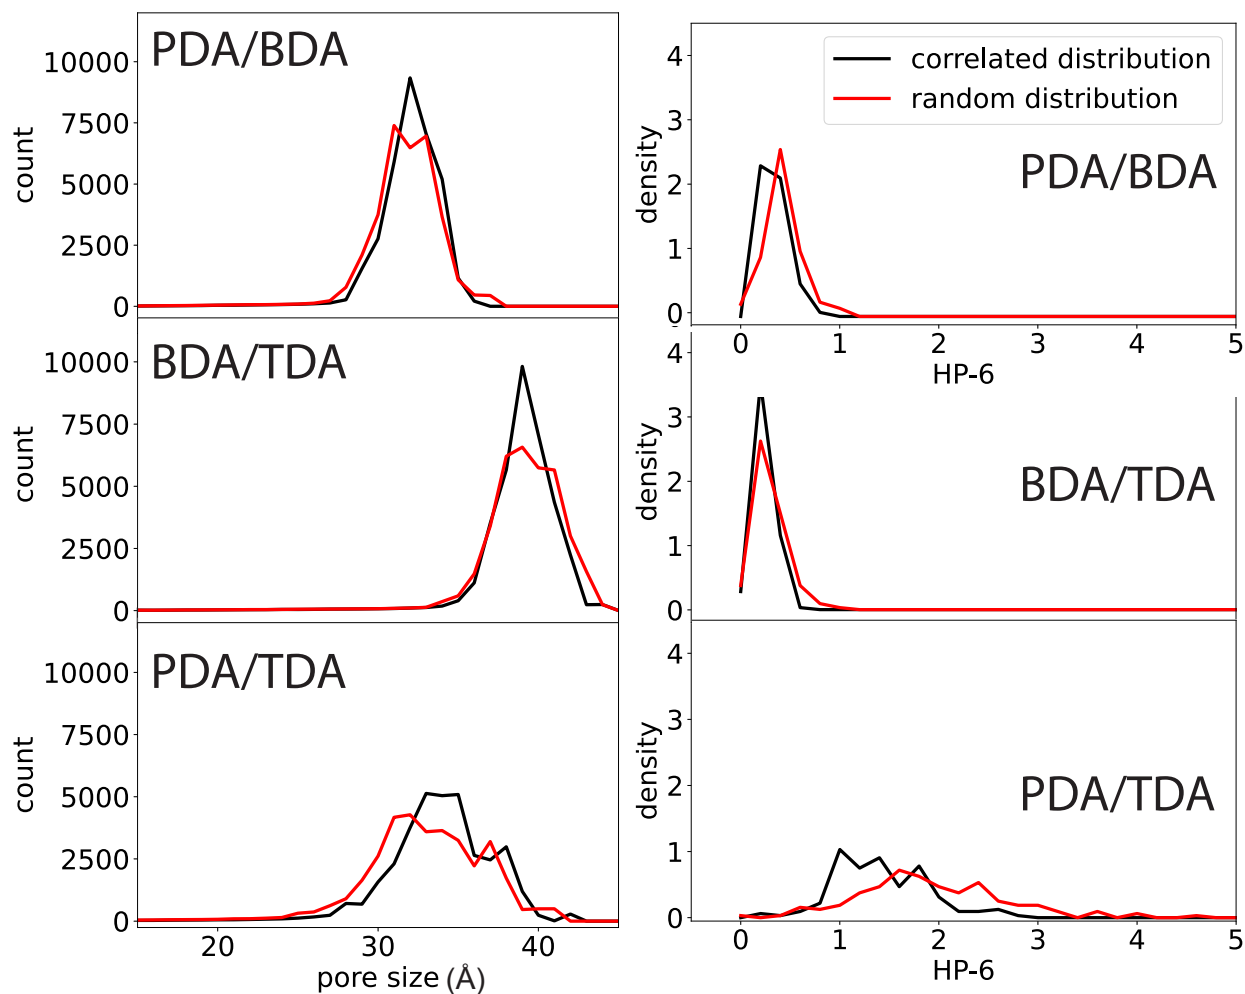 PDA/BDA
10000
7500
5000
2500
0
count
BDA/TDA
10000
7500
5000
2500
0
count
PDA/TDA
10000
7500
5000
2500
0
count
20 30 40
pore size (Å)
correlated distribution
random distribution
PDA/BDA
4
3
2
1
0
density
0 1 2 3 4 5
HP-6
BDA/TDA
4
3
2
1
0
density
PDA/TDA
4
3
2
1
0
density
0 1 2 3 4 5
HP-6